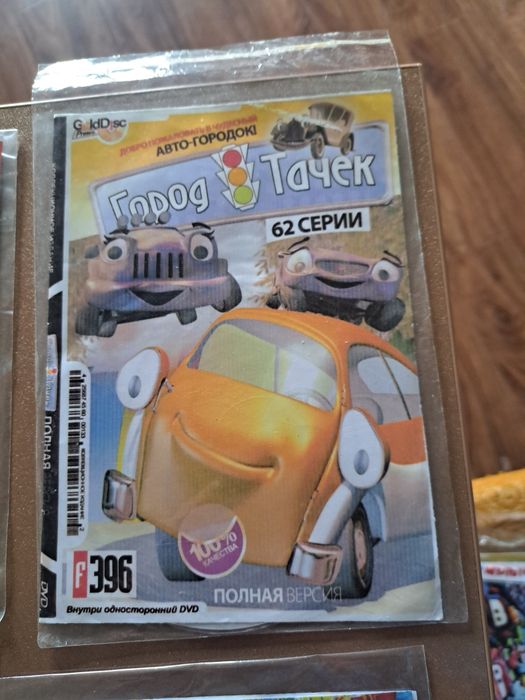 GoldDisc
ДОБРО ПОЖАЛОВАТЬ В ЧУДЕСНЫЙ
АВТО-ГОРОДОК!
Город Тачек
62 СЕРИИ
100%
КАЧЕСТВА
f 396
ПОЛНАЯ ВЕРСИЯ
Внутри односторонний DVD
ПОЛНАЯ
DVD